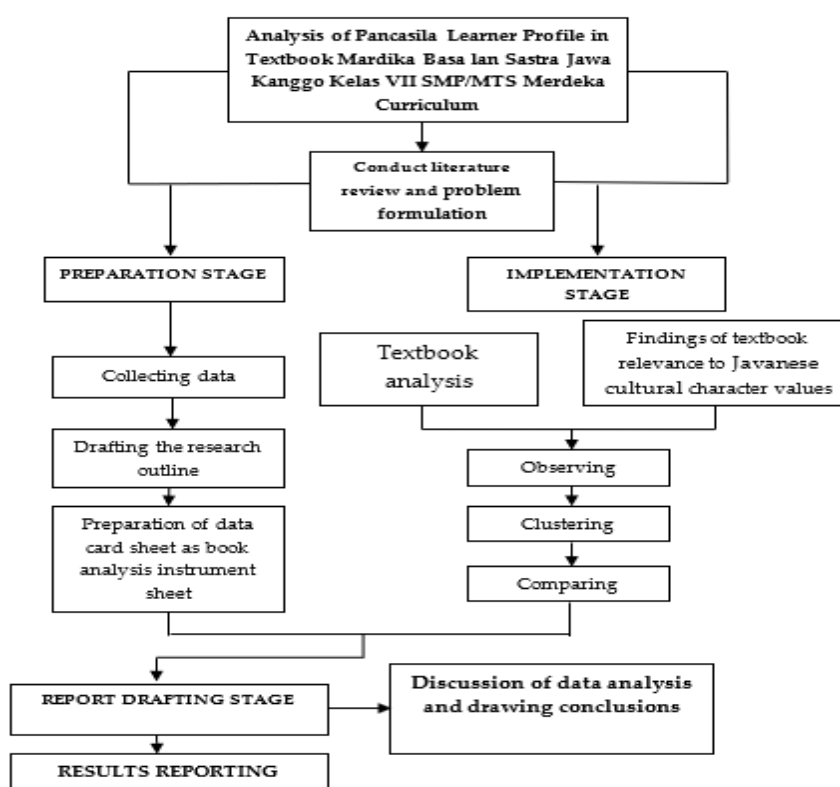 Analysis of Pancasila Learner Profile in
Textbook Mardika Basa lan Sastra Jawa
Kanggo Kelas VII SMP/MTS Merdeka
Curriculum
Conduct literature
review and problem
formulation
PREPARATION STAGE
IMPLEMENTATION
STAGE
Collecting data
Drafting the research
outline
Preparation of data
card sheet as book
analysis instrument
sheet
Textbook
analysis
Findings of textbook
relevance to Javanese
cultural character values
Observing
Clustering
Comparing
REPORT DRAFTING STAGE
Discussion of data analysis
and drawing conclusions
RESULTS REPORTING